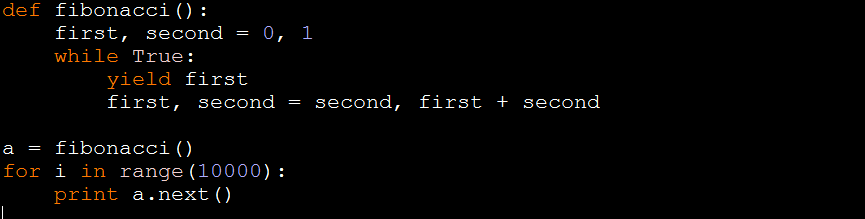 def fibonacci():
    first, second = 0, 1
    while True:
        yield first
        first, second = second, first + second

a = fibonacci()
for i in range(10000):
    print a.next()